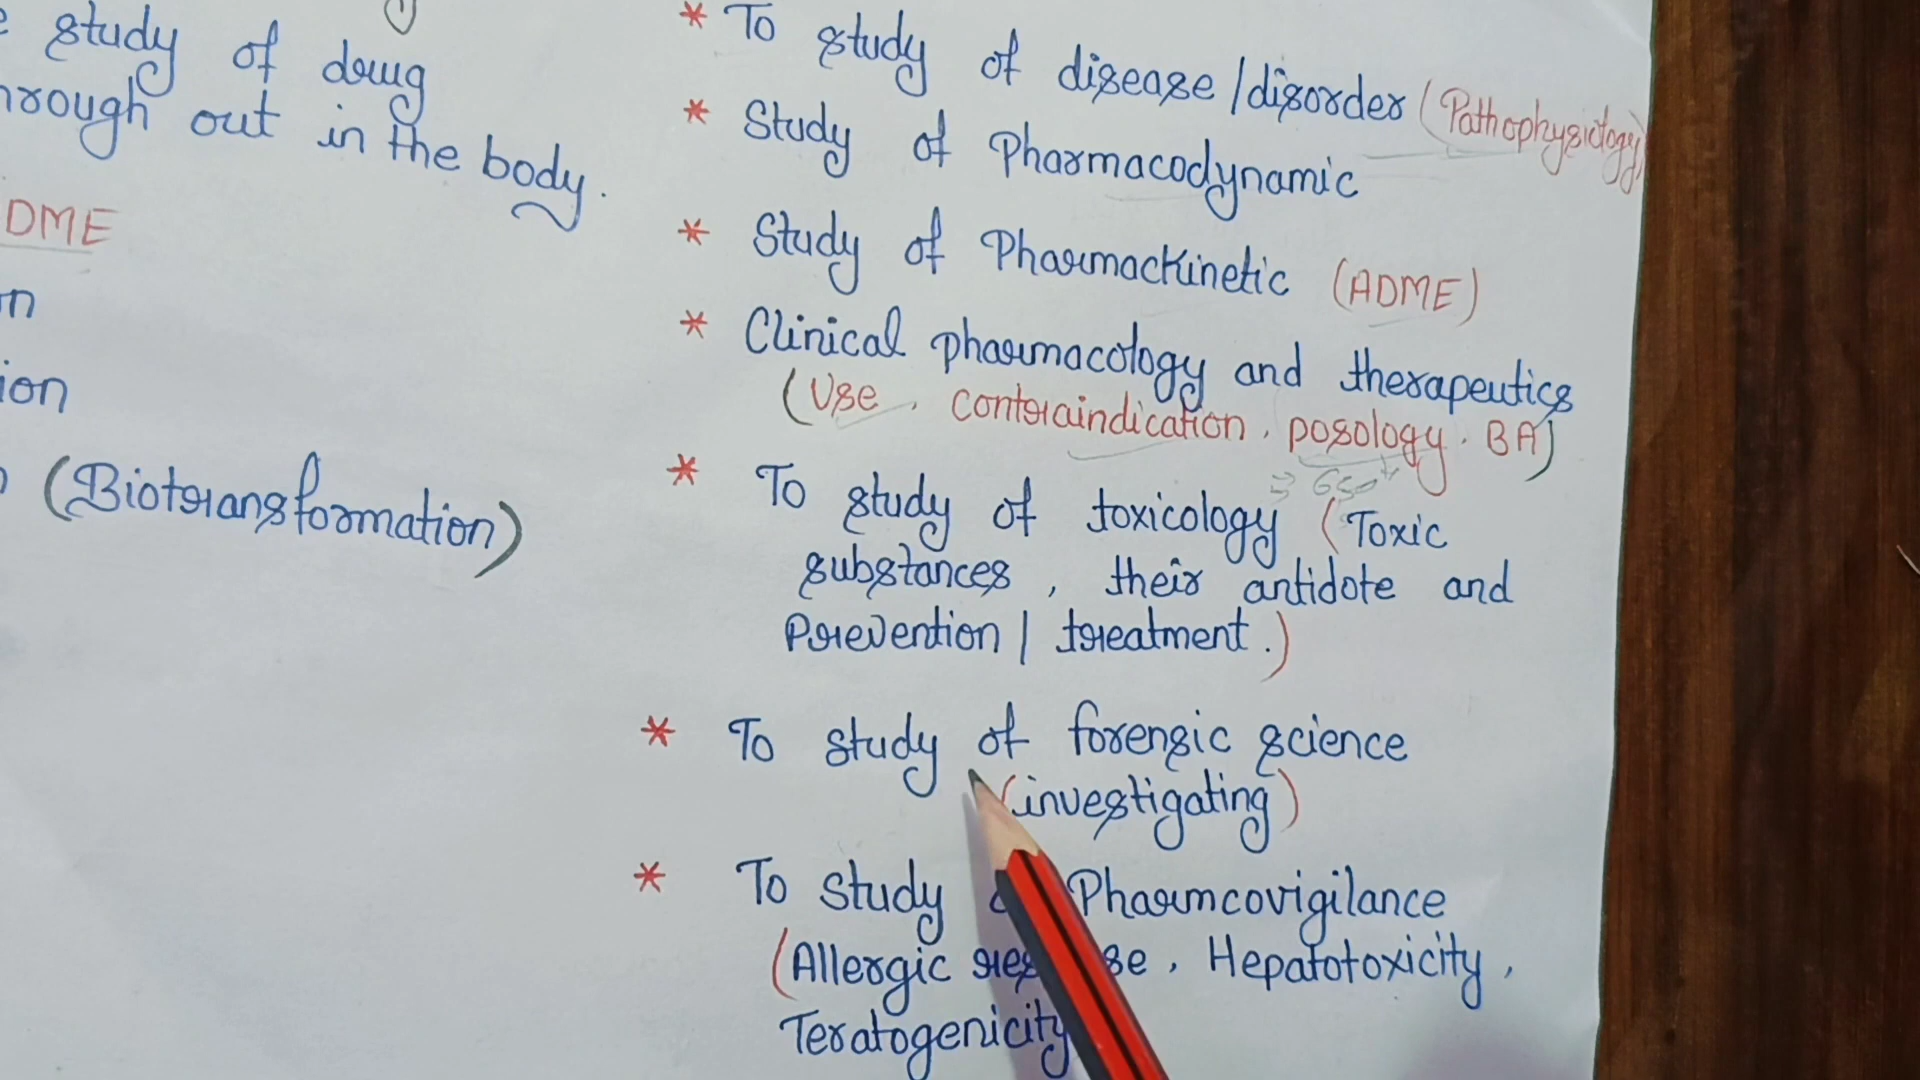 study of drug
through out in the body.
DME
on
ion
(Biotransformation)
* To study of disease/disorder (Pathophysiology)
* Study of Pharmacodynamic
* Study of Pharmackinetic (ADME)
* Clinical pharmacology and therapeutics
(Use, contraindication, posology, BA)
* To study of toxicology (Toxic
substances, their antidote and
Prevention / treatment.)
* To study of forensic science
(investigating)
* To study Pharmcovigilance
(Allergic se, Hepatotoxicity,
Teratogenicity